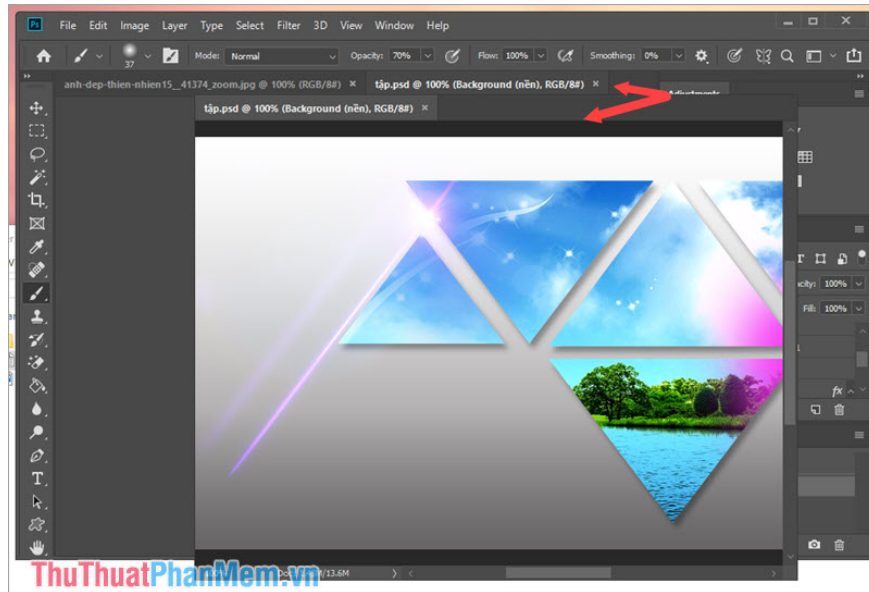 Ps File Edit Image Layer Type Select Filter 3D View Window Help
37 Mode: Normal Opacity: 70% Flow: 100% Smoothing: 0%
anh-dep-thien-nhien15__41374_zoom.jpg @ 100% (RGB/8#) × tập.psd @ 100% (Background (nền), RGB/8#) ×
Adjustments
tập.psd @ 100% (Background (nền), RGB/8#) ×
100%
Fill: 100%
fx
/13.6M
ThuThuatPhanMem.vn